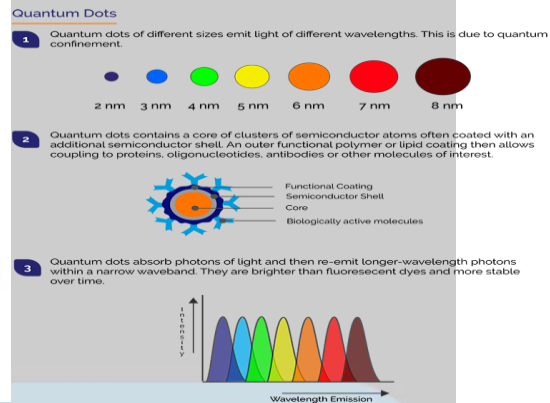 Quantum Dots
1
Quantum dots of different sizes emit light of different wavelengths. This is due to quantum
confinement.
2 nm 3 nm 4 nm 5 nm 6 nm 7 nm 8 nm
2
Quantum dots contains a core of clusters of semiconductor atoms often coated with an
additional semiconductor shell. An outer functional polymer or lipid coating then allows
coupling to proteins, oligonucleotides, antibodies or other molecules of interest.
Functional Coating
Semiconductor Shell
Core
Biologically active molecules
3
Quantum dots absorb photons of light and then re-emit longer-wavelength photons
within a narrow waveband. They are brighter than fluoresecent dyes and more stable
over time.
Intensity
Wavelength Emission